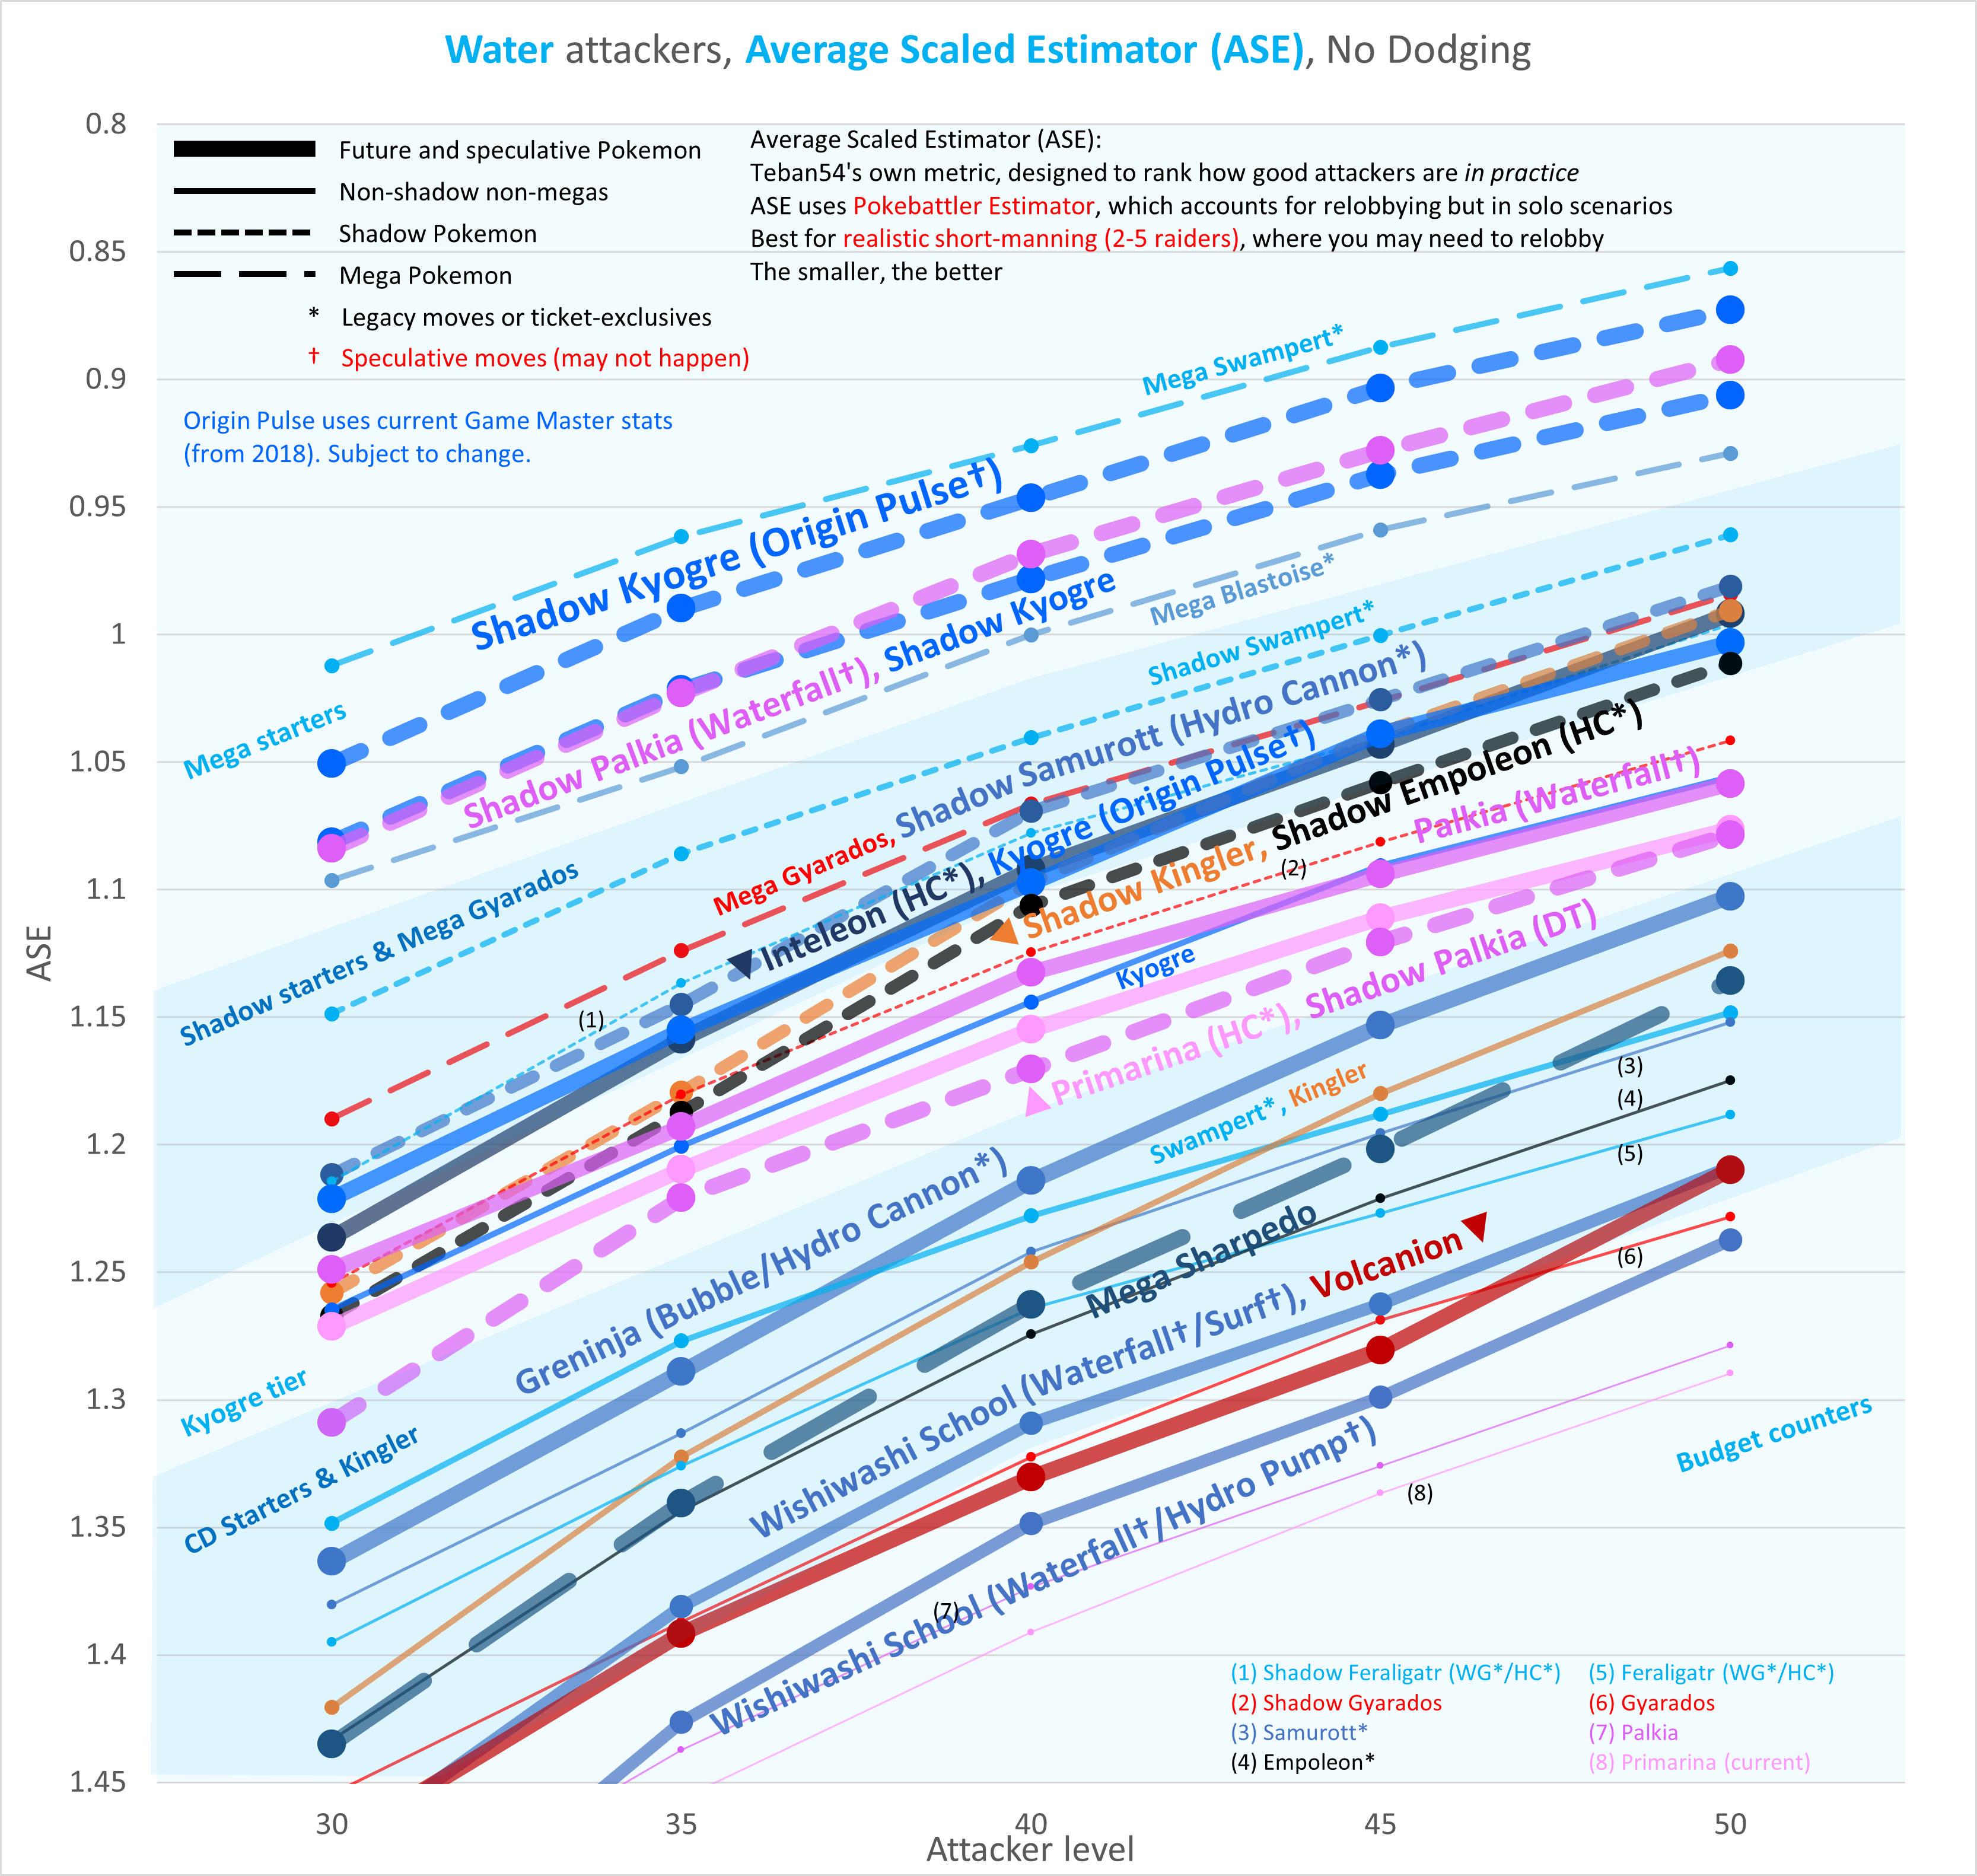 Water attackers, Average Scaled Estimator (ASE), No Dodging
0.8
0.85
0.9
0.95
1
1.05
1.1
1.15
1.2
1.25
1.3
1.35
1.4
1.45
ASE
Future and speculative Pokemon
Non-shadow non-megas
Shadow Pokemon
Mega Pokemon
* Legacy moves or ticket-exclusives
† Speculative moves (may not happen)
Average Scaled Estimator (ASE):
Teban54's own metric, designed to rank how good attackers are in practice
ASE uses Pokebattler Estimator, which accounts for relobbying but in solo scenarios
Best for realistic short-manning (2-5 raiders), where you may need to relobby
The smaller, the better
Origin Pulse uses current Game Master stats
(from 2018). Subject to change.
Mega Swampert*
Shadow Kyogre (Origin Pulse†)
Mega starters
Shadow Palkia (Waterfall†), Shadow Kyogre
Mega Blastoise*
Shadow Swampert*
Shadow starters & Mega Gyarados
Mega Gyarados, Shadow Samurott (Hydro Cannon*)
Inteleon (HC*), Kyogre (Origin Pulse†)
Shadow Kingler, Shadow Empoleon (HC*)
Palkia (Waterfall†)
(2)
Kyogre
(1)
Primarina (HC*), Shadow Palkia (DT)
Swampert*, Kingler
(3)
(4)
(5)
Greninja (Bubble/Hydro Cannon*)
Mega Sharpedo
Kyogre tier
Wishiwashi School (Waterfall†/Surf†), Volcanion
(6)
CD Starters & Kingler
Budget counters
(8)
Wishiwashi School (Waterfall†/Hydro Pump†)
(7)
(1) Shadow Feraligatr (WG*/HC*)
(2) Shadow Gyarados
(3) Samurott*
(4) Empoleon*
(5) Feraligatr (WG*/HC*)
(6) Gyarados
(7) Palkia
(8) Primarina (current)
30
35
40
45
50
Attacker level